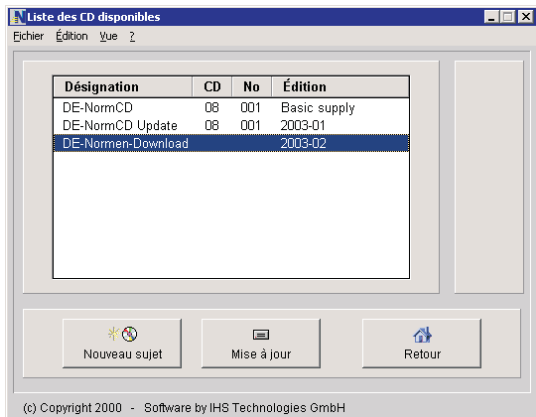 Liste des CD disponibles
Fichier Édition Vue ?
Désignation CD No Édition
DE-NormCD 08 001 Basic supply
DE-NormCD Update 08 001 2003-01
DE-Normen-Download 2003-02
Nouveau sujet Mise à jour Retour
(c) Copyright 2000 - Software by IHS Technologies GmbH